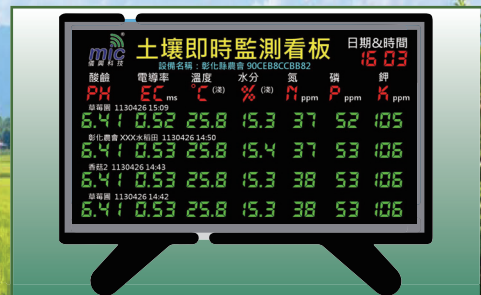 mic
土壤即時監測看板
日期&時間
16 03
設備名稱：彰化縣農會 90CEB8CCBB82
酸鹼 電導率 溫度 水分 氮 磷 鉀
PH EC ms ℃ (淺) % (淺) N ppm P ppm K ppm
草莓園 1130426 15:09
6.41 0.52 25.8 15.3 37 52 105
彰化農會XXX水稻田 1130426 14:50
6.41 0.53 25.8 15.4 37 53 106
香菇2 1130426 14:43
6.41 0.53 25.8 15.3 38 53 106
草莓園 1130426 14:42
6.41 0.53 25.8 15.3 38 53 106